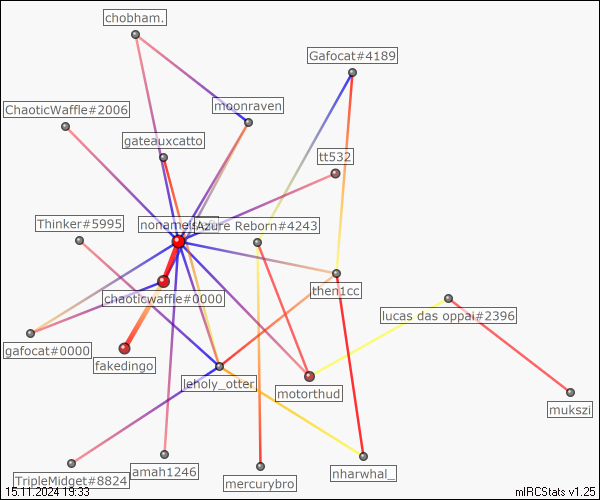 chobham.
Gafocat#4189
ChaoticWaffle#2006
moonraven
gateauxcatto
tt532
Thinker#5995
Azure Reborn#4243
chaoticwaffle#0000
then1cc
lucas das oppai#2396
gafocat#0000
fakedingo
leholy_otter
motorthud
mukszi
TripleMidget#8824
amah1246
mercurybro
nharwhal_
15.11.2024 19:33
mIRCStats v1.25